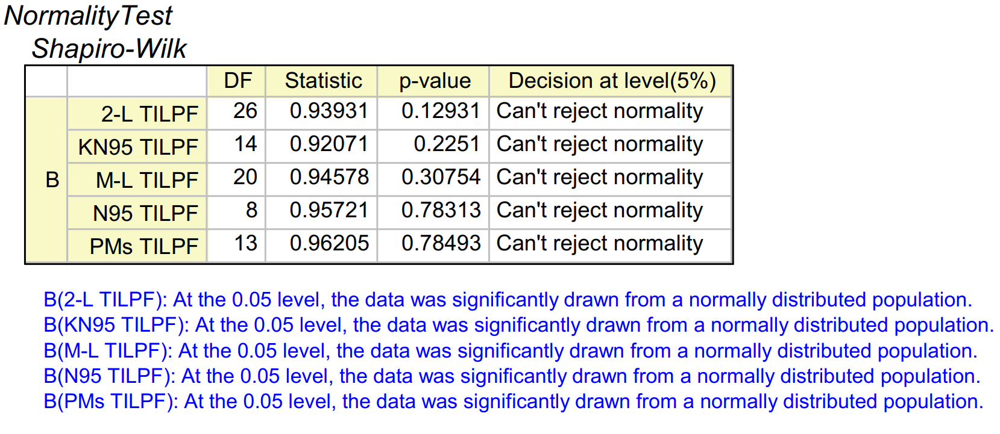 NormalityTest
Shapiro-Wilk
DF Statistic p-value Decision at level(5%)
B
2-L TILPF 26 0.93931 0.12931 Can't reject normality
KN95 TILPF 14 0.92071 0.2251 Can't reject normality
M-L TILPF 20 0.94578 0.30754 Can't reject normality
N95 TILPF 8 0.95721 0.78313 Can't reject normality
PMs TILPF 13 0.96205 0.78493 Can't reject normality
B(2-L TILPF): At the 0.05 level, the data was significantly drawn from a normally distributed population.
B(KN95 TILPF): At the 0.05 level, the data was significantly drawn from a normally distributed population.
B(M-L TILPF): At the 0.05 level, the data was significantly drawn from a normally distributed population.
B(N95 TILPF): At the 0.05 level, the data was significantly drawn from a normally distributed population.
B(PMs TILPF): At the 0.05 level, the data was significantly drawn from a normally distributed population.